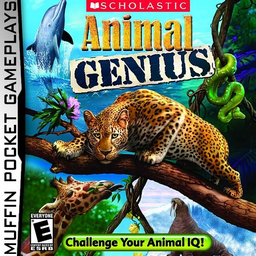 SCHOLASTIC
Animal
GENIUS
MUFFIN POCKET GAMEPLAYS
EVERYONE
E
ESRB
Challenge Your Animal IQ!